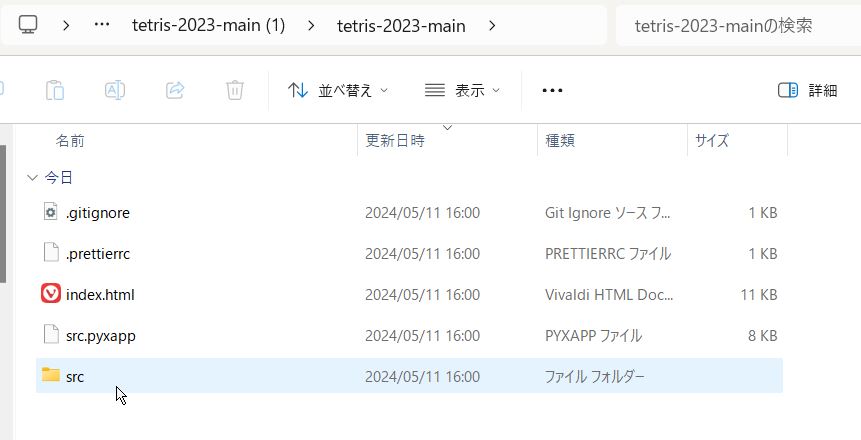 tetris-2023-main (1) tetris-2023-main tetris-2023-mainの検索
並べ替え 表示 詳細
名前 更新日時 種類 サイズ
今日
.gitignore 2024/05/11 16:00 Git Ignore ソース フ... 1 KB
.prettierrc 2024/05/11 16:00 PRETTIERRC ファイル 1 KB
index.html 2024/05/11 16:00 Vivaldi HTML Doc... 11 KB
src.pyxapp 2024/05/11 16:00 PYXAPP ファイル 8 KB
src 2024/05/11 16:00 ファイル フォルダー